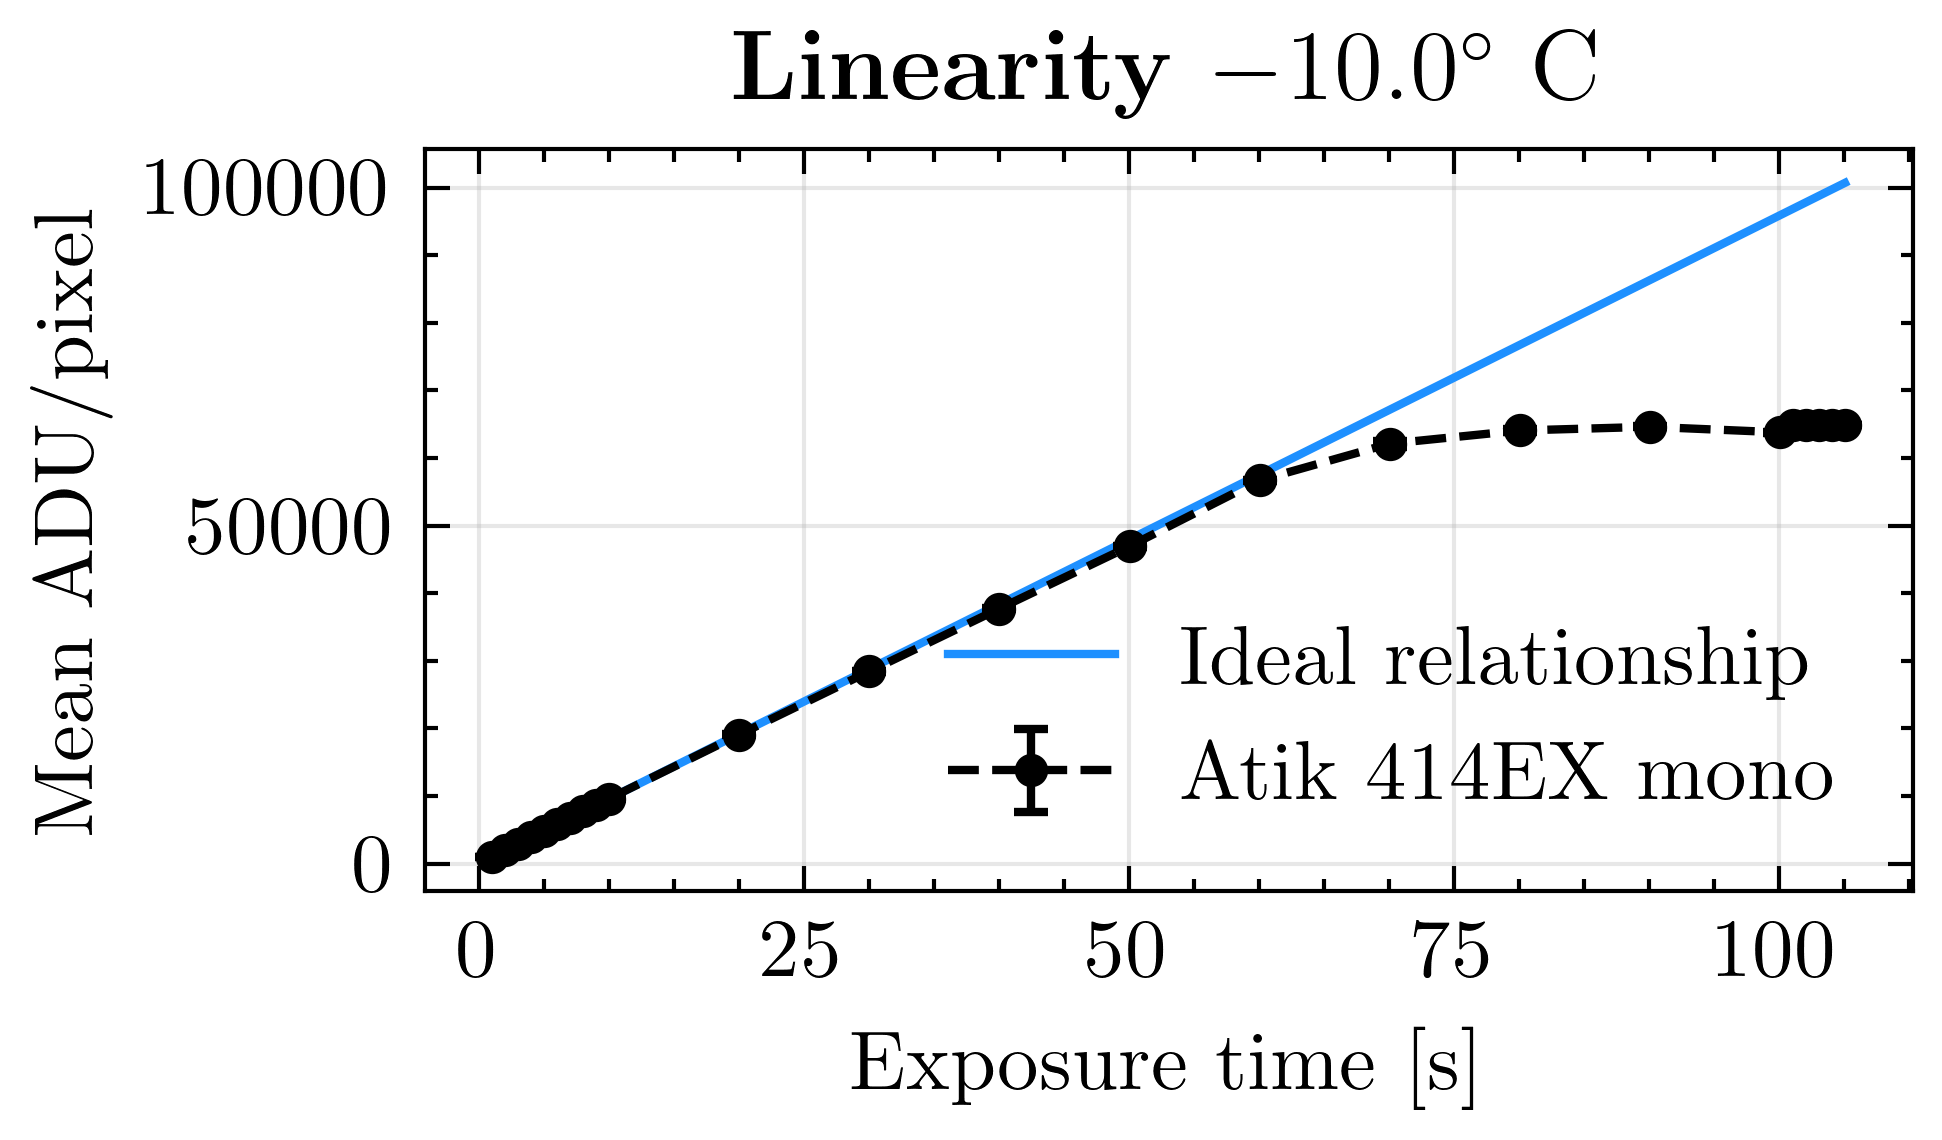 Linearity −10.0° C
Mean ADU/pixel
100000
50000
0
Ideal relationship
Atik 414EX mono
0 25 50 75 100
Exposure time [s]